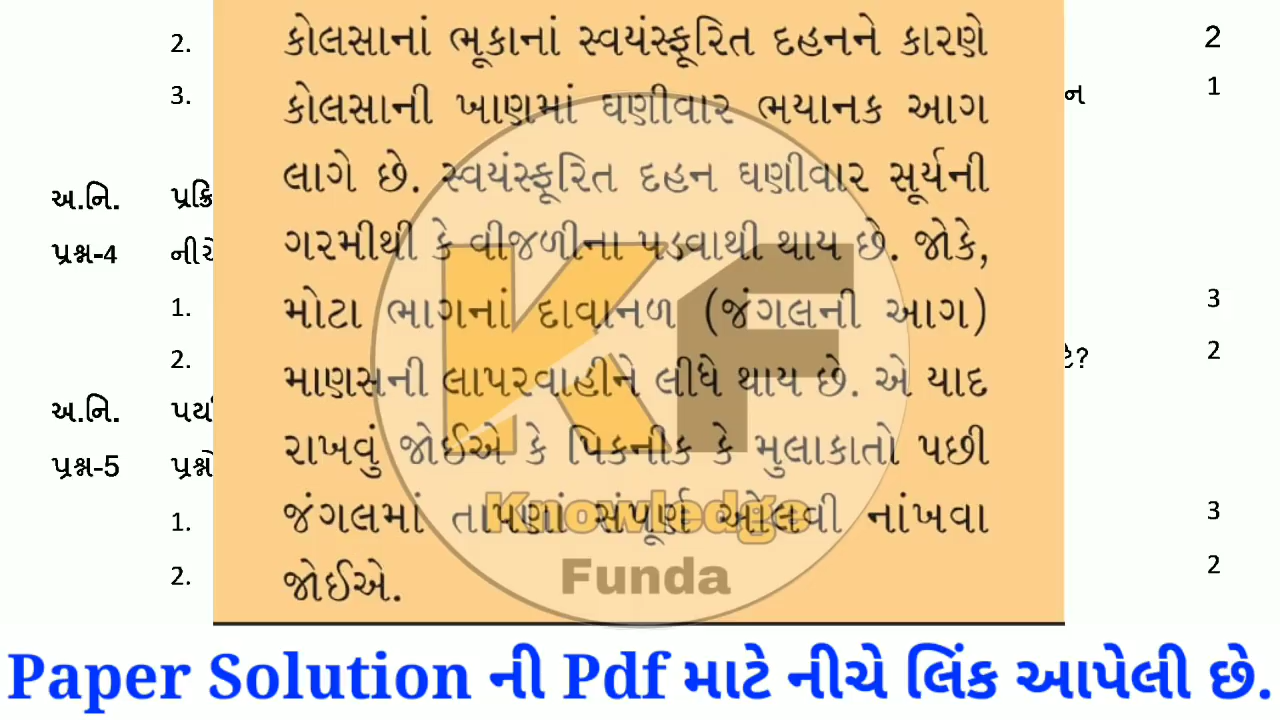 2.
કોલસાનાં ભૂકાનાં સ્વયંસ્ફૂરિત દહનને કારણે
2
3.
કોલસાની ખાણમાં ઘણીવાર ભયાનક આગ
ન
1
લાગે છે. સ્વયંસ્ફૂરિત દહન ઘણીવાર સૂર્યની
અ.નિ.
ગરમીથી કે વીજળીના પડવાથી થાય છે. જોકે,
પ્રશ્ન-4
1.
મોટા ભાગનાં દાવાનળ (જંગલની આગ)
3
2.
માણસની લાપરવાહીને લીધે થાય છે. એ યાદ
2
અ.નિ.
રાખવું જોઈએ કે પિકનીક કે મુલાકાતો પછી
પ્રશ્ન-5
1.
જંગલમાં તાપણાં સંપૂર્ણ ઓલવી નાંખવા
3
2.
જોઈએ.
2
KF
Knowledge
Funda
Paper Solution ની Pdf માટે નીચે લિંક આપેલી છે.